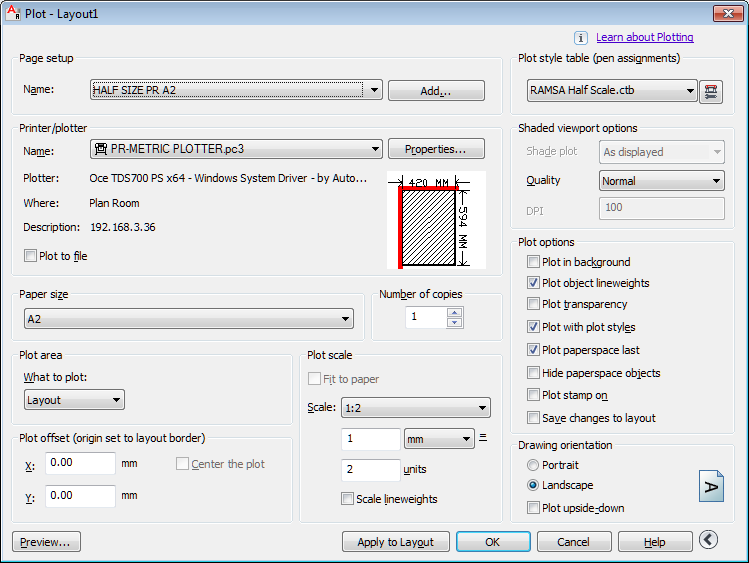 Plot - Layout1
Learn about Plotting
Page setup
Name:
HALF SIZE PR A2
Add...
Plot style table (pen assignments)
RAMSA Half Scale.ctb
Printer/plotter
Name:
PR-METRIC PLOTTER.pc3
Properties...
Plotter:
Oce TDS700 PS x64 - Windows System Driver - by Auto...
Where:
Plan Room
Description:
192.168.3.36
Plot to file
420 MM
594 MM
Shaded viewport options
Shade plot
As displayed
Quality
Normal
DPI
100
Paper size
A2
Number of copies
1
Plot options
Plot in background
Plot object lineweights
Plot transparency
Plot with plot styles
Plot paperspace last
Hide paperspace objects
Plot stamp on
Save changes to layout
Plot area
What to plot:
Layout
Plot scale
Fit to paper
Scale:
1:2
1
mm
=
2
units
Scale lineweights
Plot offset (origin set to layout border)
X:
0.00
mm
Center the plot
Y:
0.00
mm
Drawing orientation
Portrait
Landscape
Plot upside-down
A
Preview...
Apply to Layout
OK
Cancel
Help